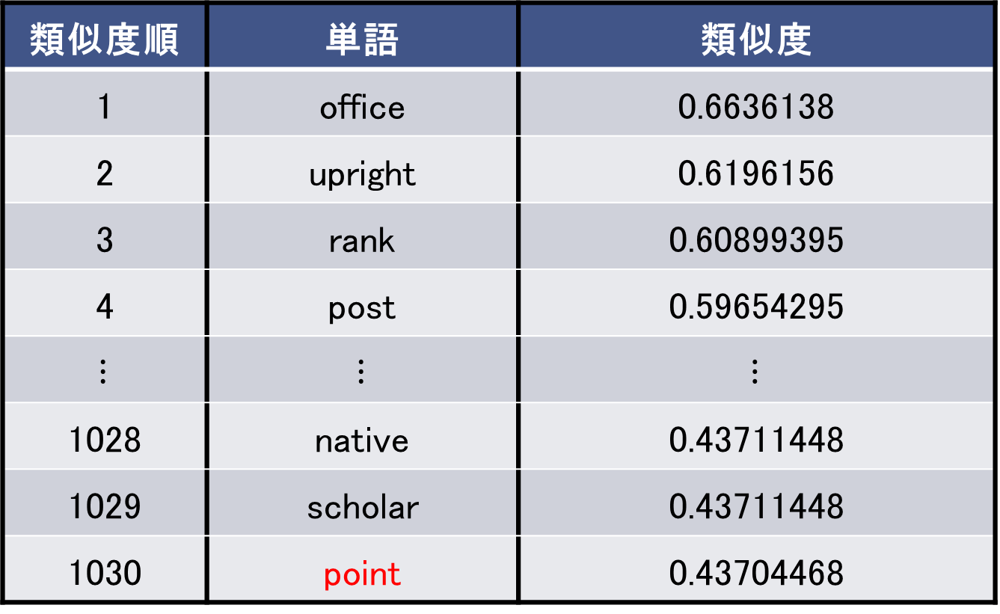 類似度順 単語 類似度
1 office 0.6636138
2 upright 0.6196156
3 rank 0.60899395
4 post 0.59654295
⋮ ⋮ ⋮
1028 native 0.43711448
1029 scholar 0.43711448
1030 point 0.43704468